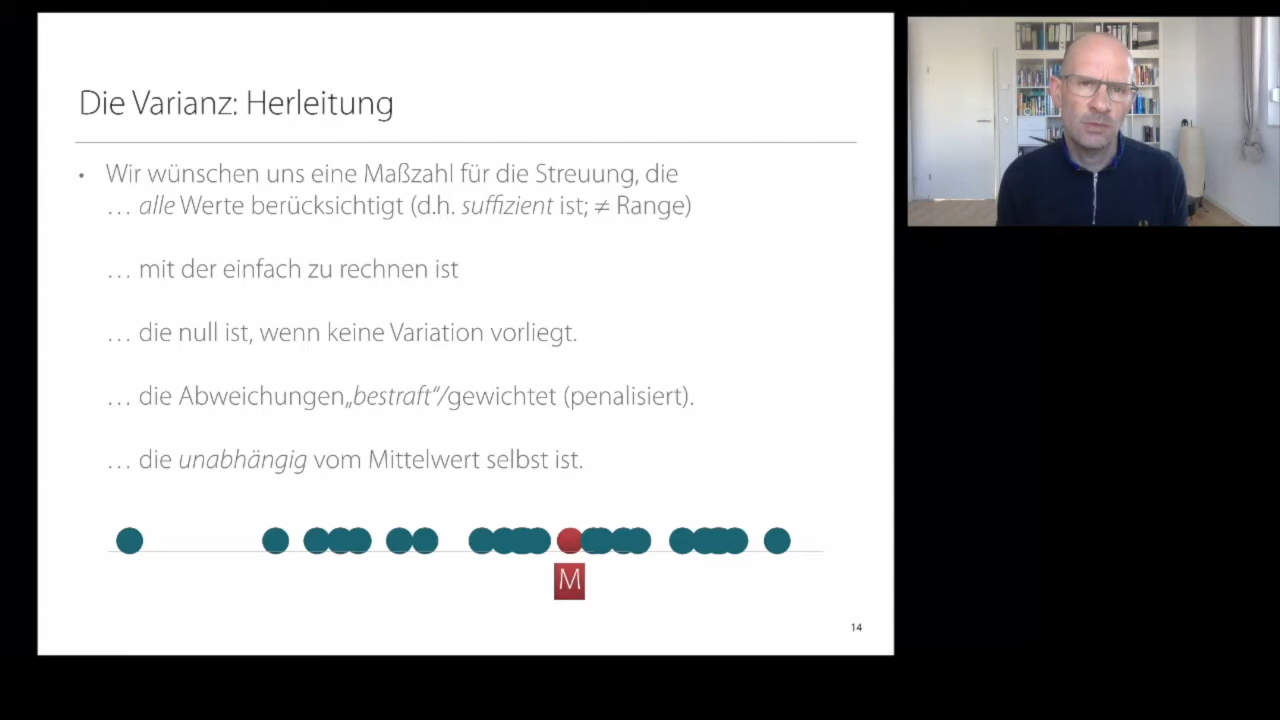 Die Varianz: Herleitung
• Wir wünschen uns eine Maßzahl für die Streuung, die
… alle Werte berücksichtigt (d.h. suffizient ist; ≠ Range)
… mit der einfach zu rechnen ist
… die null ist, wenn keine Variation vorliegt.
… die Abweichungen„bestraft“/gewichtet (penalisiert).
… die unabhängig vom Mittelwert selbst ist.
M
14